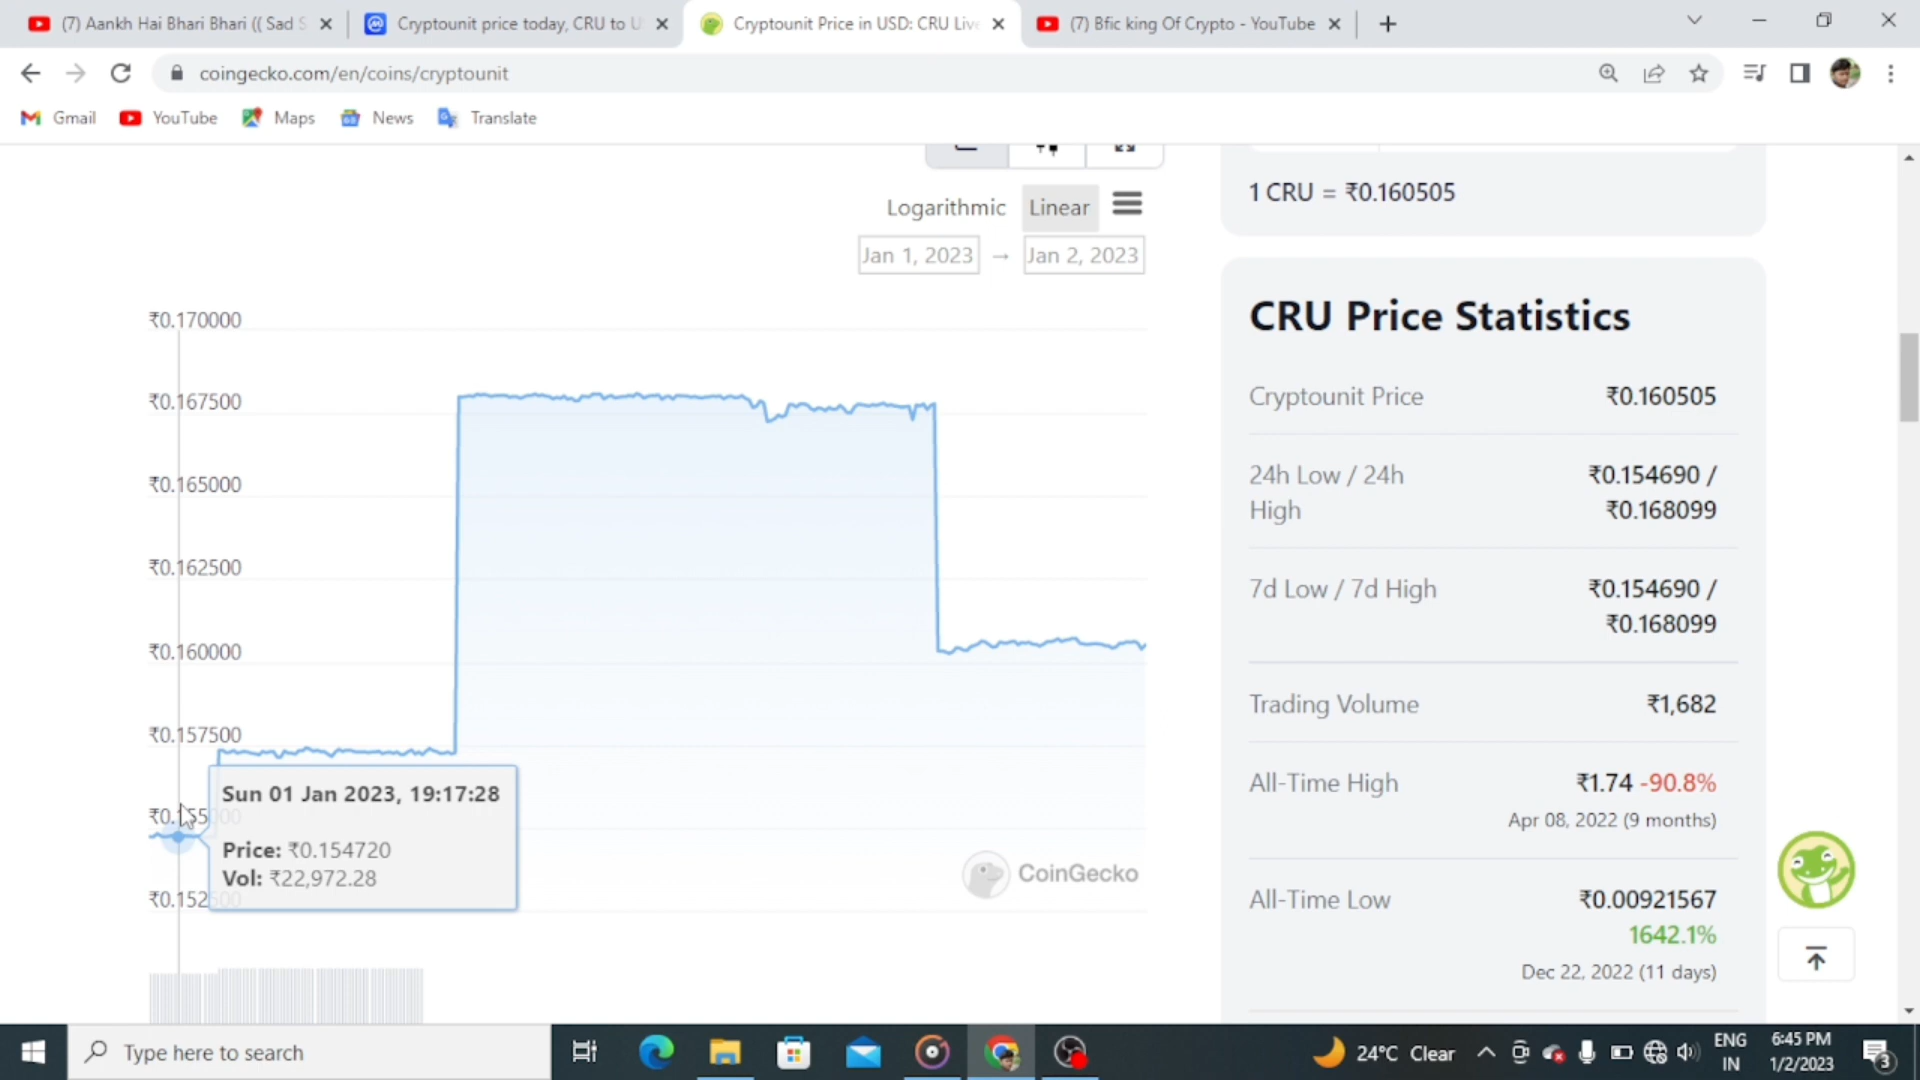 (7) Aankh Hai Bhari Bhari (( Sad S
Cryptounit price today, CRU to U
Cryptounit Price in USD: CRU Live
(7) Bfic king Of Crypto - YouTube
coingecko.com/en/coins/cryptounit
Gmail
YouTube
Maps
News
Translate
Logarithmic
Linear
Jan 1, 2023 → Jan 2, 2023
₹0.170000
₹0.167500
₹0.165000
₹0.162500
₹0.160000
₹0.157500
Sun 01 Jan 2023, 19:17:28
Price: ₹0.154720
Vol: ₹22,972.28
₹0.155000
₹0.152500
CoinGecko
1 CRU = ₹0.160505
CRU Price Statistics
Cryptounit Price ₹0.160505
24h Low / 24h ₹0.154690 /
High ₹0.168099
7d Low / 7d High ₹0.154690 /
₹0.168099
Trading Volume ₹1,682
All-Time High ₹1.74 -90.8%
Apr 08, 2022 (9 months)
All-Time Low ₹0.00921567
1642.1%
Dec 22, 2022 (11 days)
Type here to search
24°C Clear
ENG
IN
6:45 PM
1/2/2023
3